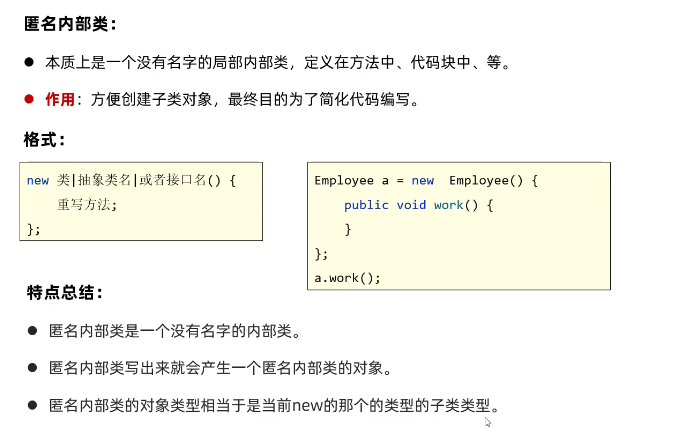 匿名内部类：
● 本质上是一个没有名字的局部内部类，定义在方法中、代码块中、等。
● 作用：方便创建子类对象，最终目的为了简化代码编写。
格式：
new 类|抽象类名|或者接口名() {
重写方法;
};
Employee a = new  Employee() {
public void work() {
}
};
a.work();
特点总结：
● 匿名内部类是一个没有名字的内部类。
● 匿名内部类写出来就会产生一个匿名内部类的对象。
● 匿名内部类的对象类型相当于是当前new的那个的类型的子类类型。